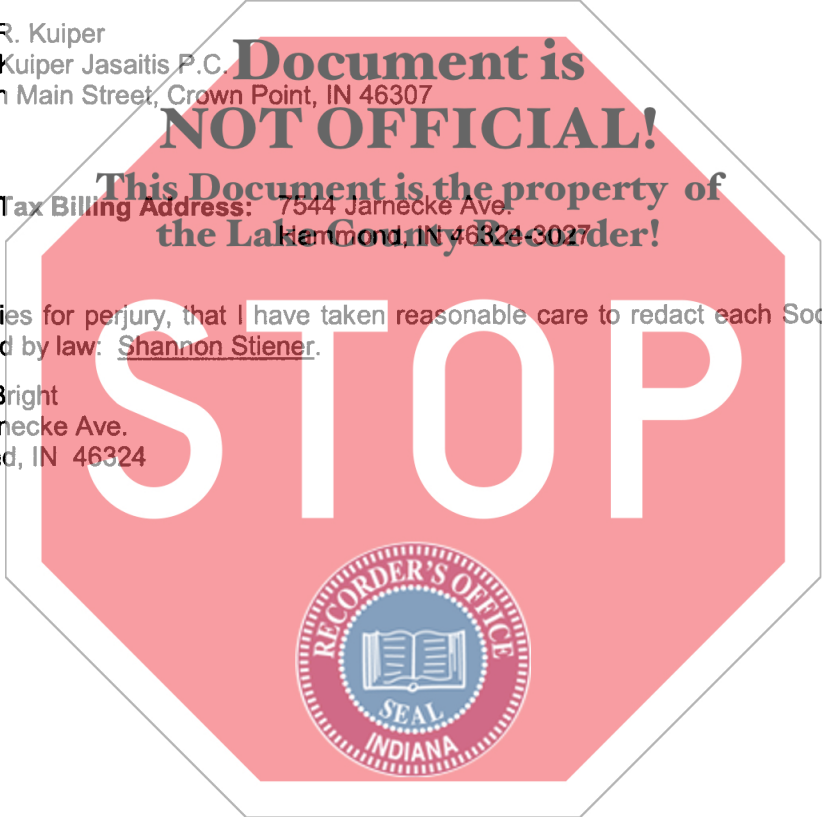 R. Kuiper
Kuiper Jasaitis P.C.
Main Street, Crown Point, IN 46307
Document is
NOT OFFICIAL!
This Document is the property of
the Lake County Recorder!
Tax Billing Address: 7544 Jarnecke Ave.
Hammond, IN 46324-3027
ies for perjury, that I have taken reasonable care to redact each Soc
d by law: Shannon Stiener.
Bright
necke Ave.
d, IN 46324
STOP
RECORDER'S OFFICE
SEAL
INDIANA